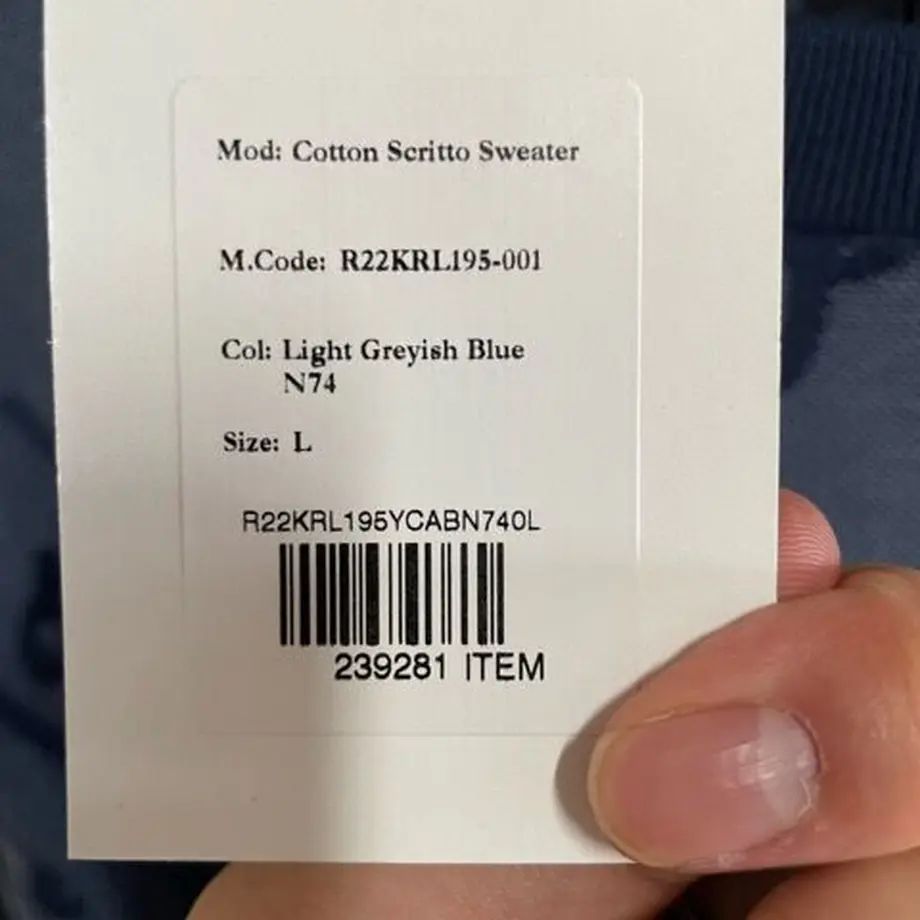 Mod: Cotton Scritto Sweater
M.Code: R22KRL195-001
Col: Light Greyish Blue
N74
Size: L
R22KRL195YCABN740L
239281 ITEM